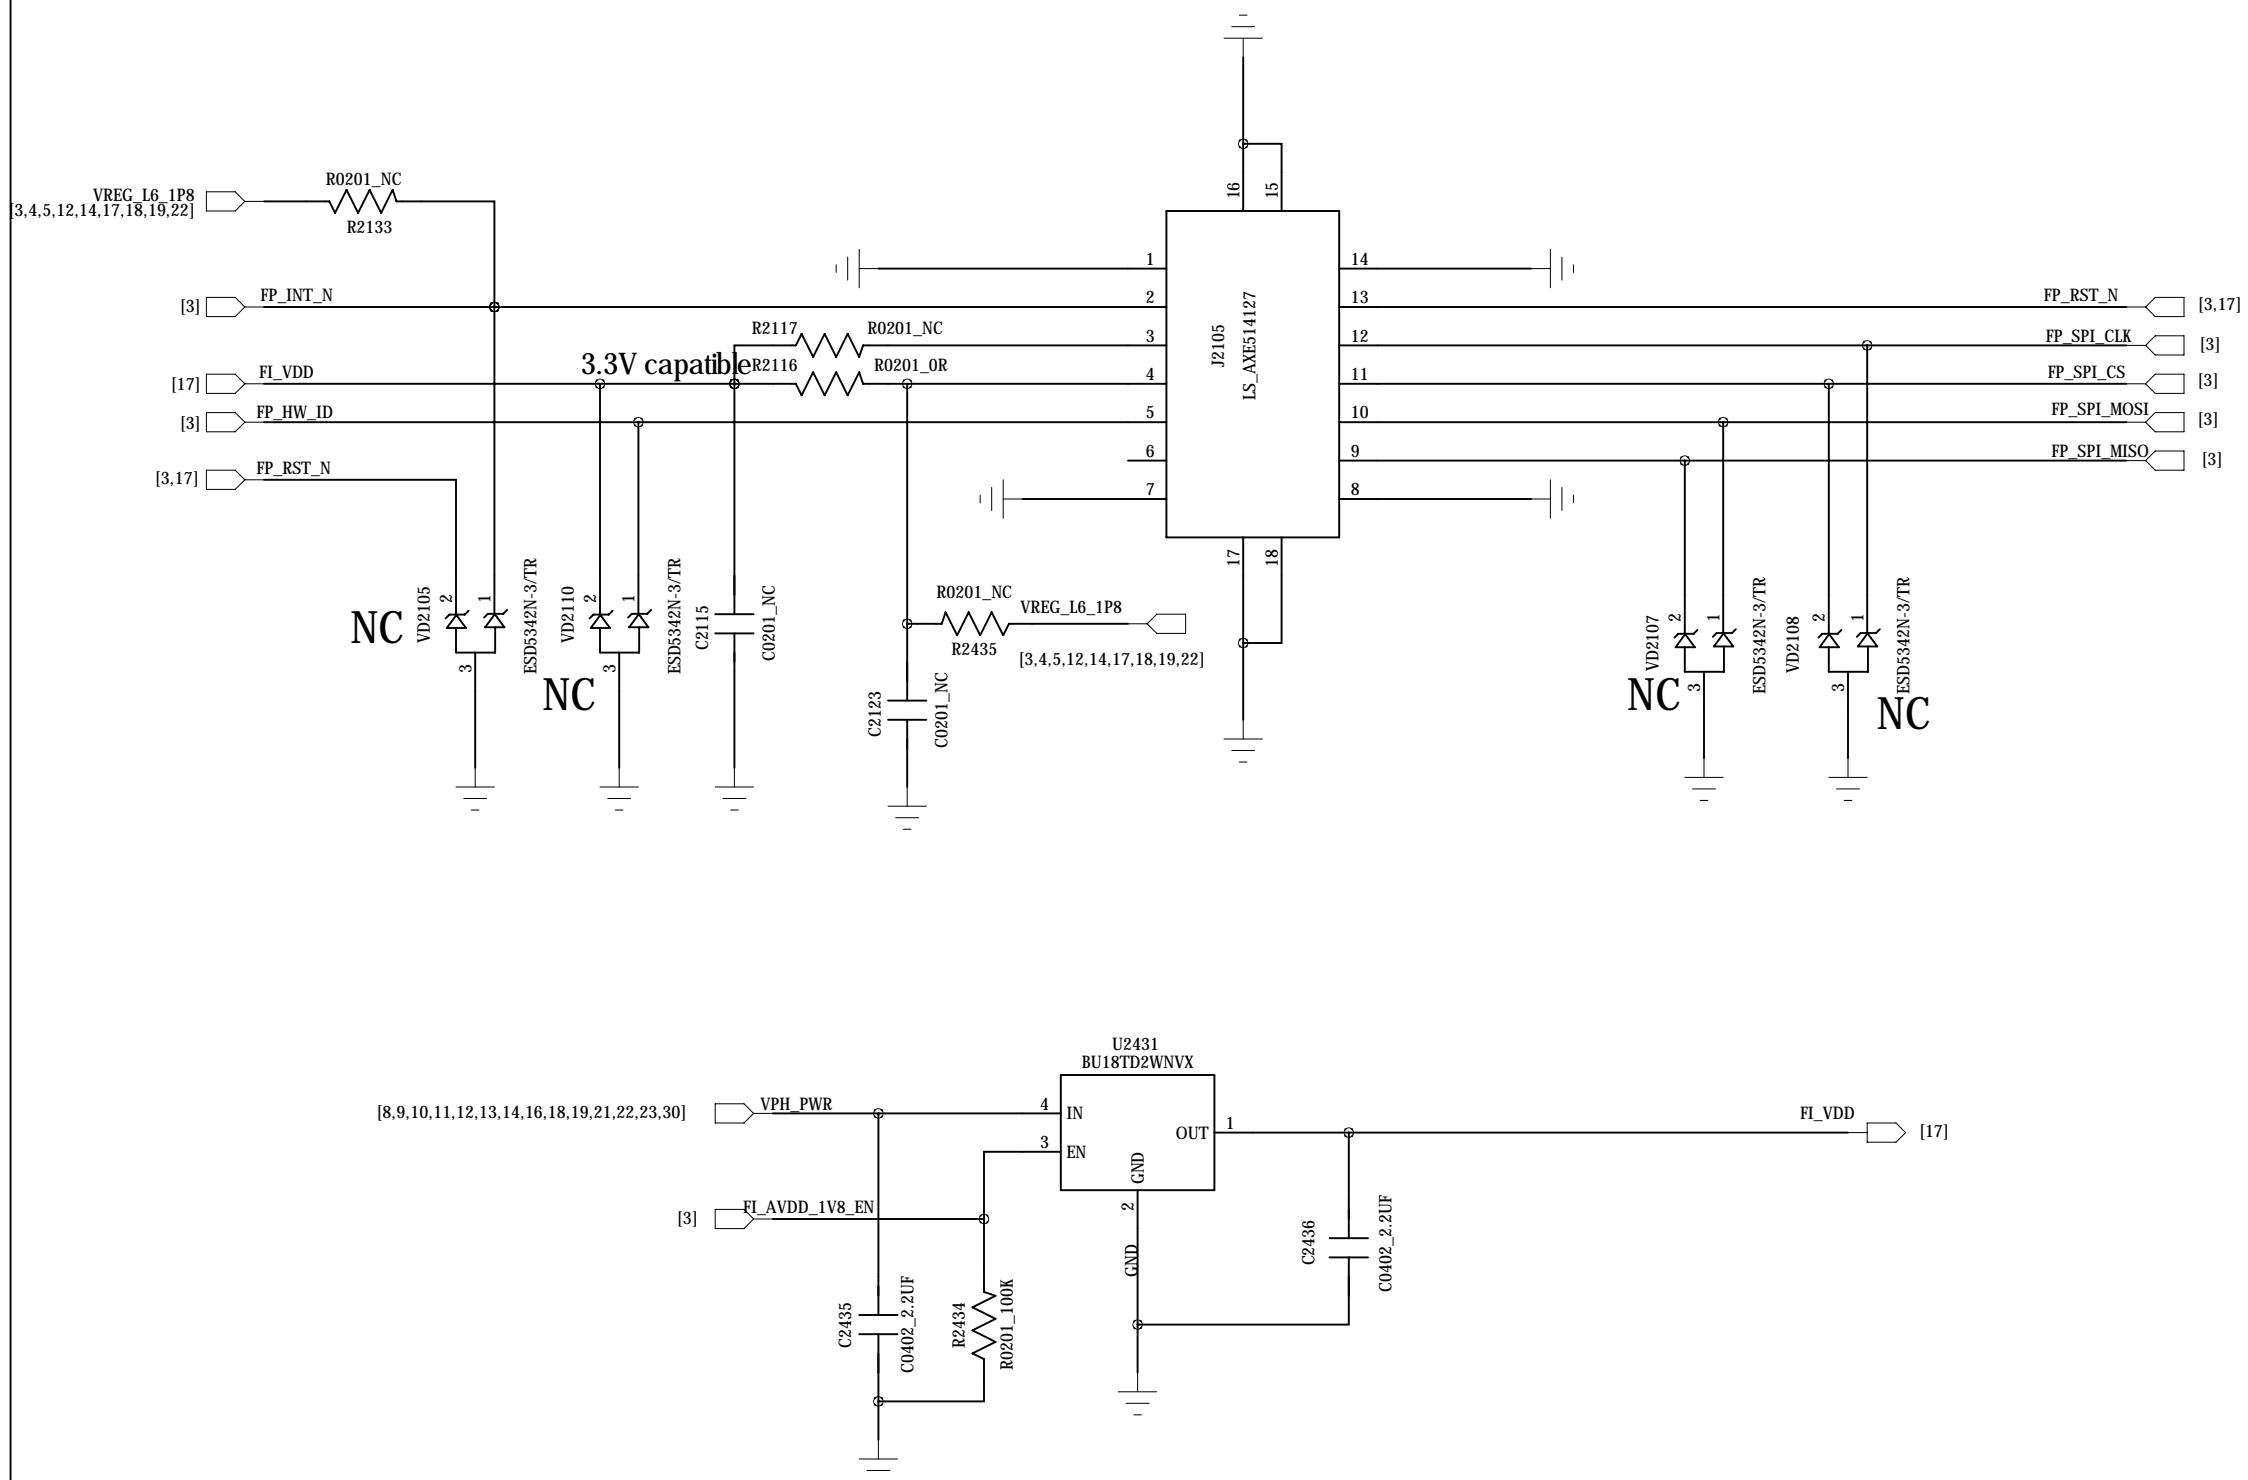 16
15
R0201_NC
VREG_L6_1P8
[3,4,5,12,14,17,18,19,22]
R2133
1
14
[3]
FP_INT_N
2
13
FP_RST_N
[3,17]
R2117
R0201_NC
3
J2105
LS_AXE514127
12
FP_SPI_CLK
[3]
3.3V capatible
R2116
R0201_0R
[17]
FI_VDD
4
11
FP_SPI_CS
[3]
[3]
FP_HW_ID
5
10
FP_SPI_MOSI
[3]
6
9
FP_SPI_MISO
[3]
[3,17]
FP_RST_N
7
8
17
18
NC
VD2105
2
1
3
ESD5342N-3/TR
NC
VD2110
2
1
3
ESD5342N-3/TR
C2115
C0201_NC
R0201_NC
VREG_L6_1P8
R2435
[3,4,5,12,14,17,18,19,22]
C2123
C0201_NC
NC
VD2107
2
1
3
ESD5342N-3/TR
VD2108
2
1
3
ESD5342N-3/TR
NC
U2431
BU18TD2WNVX
[8,9,10,11,12,13,14,16,18,19,21,22,23,30]
VPH_PWR
4
IN
3
EN
OUT
1
FI_VDD
[17]
GND
2
GND
[3]
FI_AVDD_1V8_EN
C2436
C0402_2.2UF
C2435
C0402_2.2UF
R2434
R0201_100K